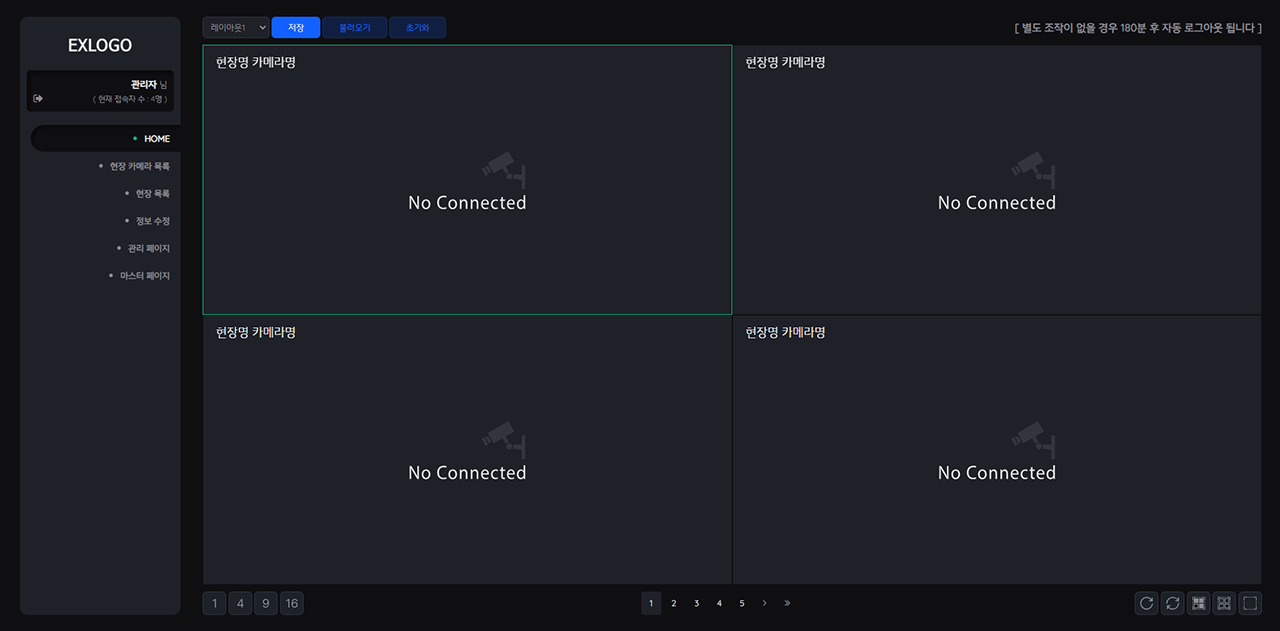 EXLOGO
관리자 님
( 현재 접속자 수 : 4명 )
HOME
현장 카메라 목록
현장 목록
정보 수정
관리 페이지
마스터 페이지
레이아웃1 저장 불러오기 초기화
[ 별도 조작이 없을 경우 180분 후 자동 로그아웃 됩니다 ]
현장명 카메라명
No Connected
현장명 카메라명
No Connected
현장명 카메라명
No Connected
현장명 카메라명
No Connected
1 4 9 16
1 2 3 4 5 > »